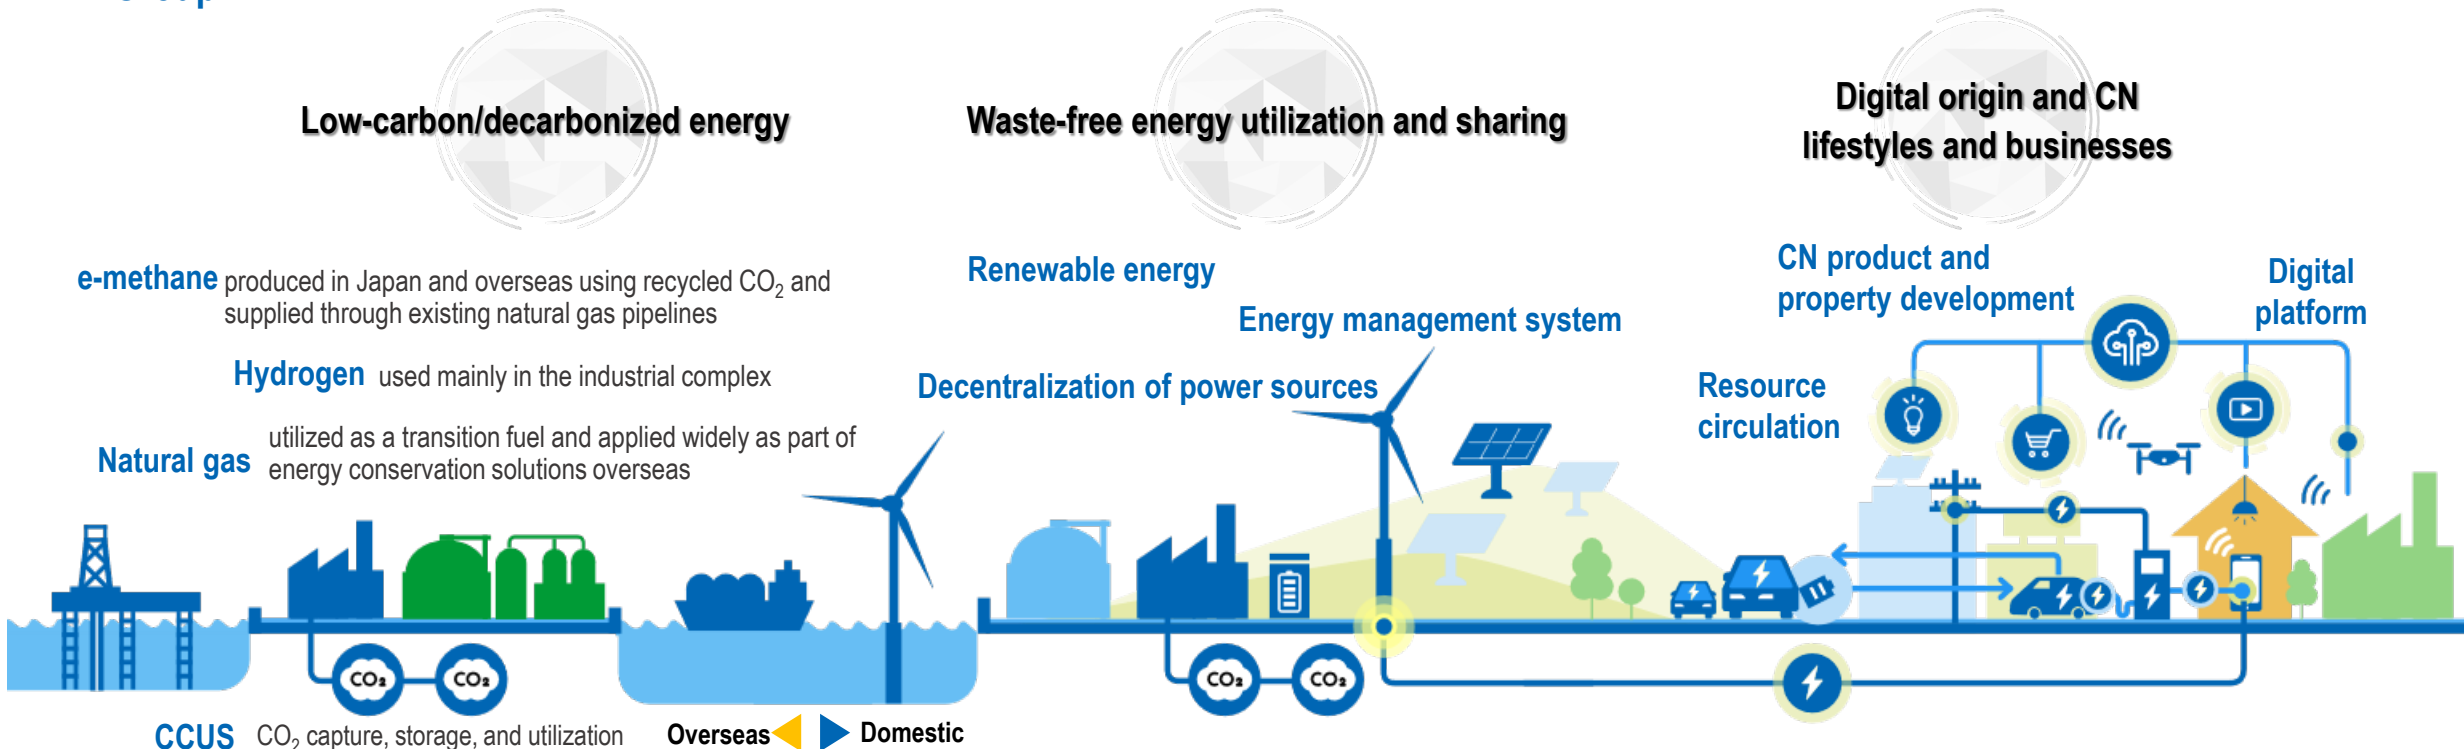 Low-carbon/decarbonized energy
Waste-free energy utilization and sharing
Digital origin and CN
lifestyles and businesses
e-methane produced in Japan and overseas using recycled CO₂ and
supplied through existing natural gas pipelines
Hydrogen used mainly in the industrial complex
Natural gas utilized as a transition fuel and applied widely as part of
energy conservation solutions overseas
Renewable energy
Energy management system
Decentralization of power sources
CN product and
property development
Digital
platform
Resource
circulation
CO₂
CO₂
CO₂
CO₂
CCUS CO₂ capture, storage, and utilization
Overseas
Domestic